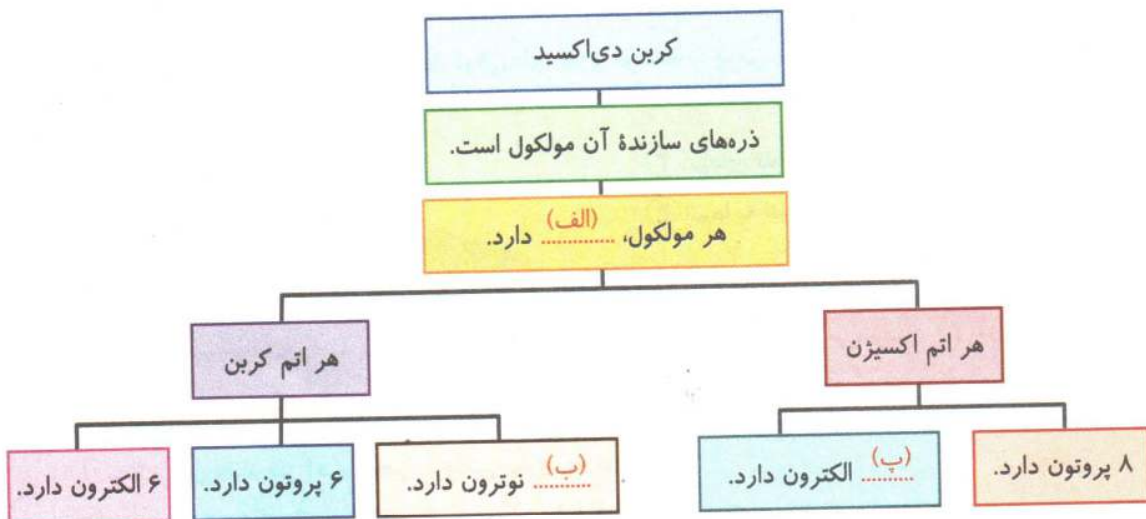 کربن دی‌اکسید
ذره‌های سازندهٔ آن مولکول است.
هر مولکول، (الف) .............. دارد.
هر اتم اکسیژن
هر اتم کربن
۸ پروتون دارد.
(پ) .......... الکترون دارد.
(ب) ........... نوترون دارد.
۶ پروتون دارد.
۶ الکترون دارد.